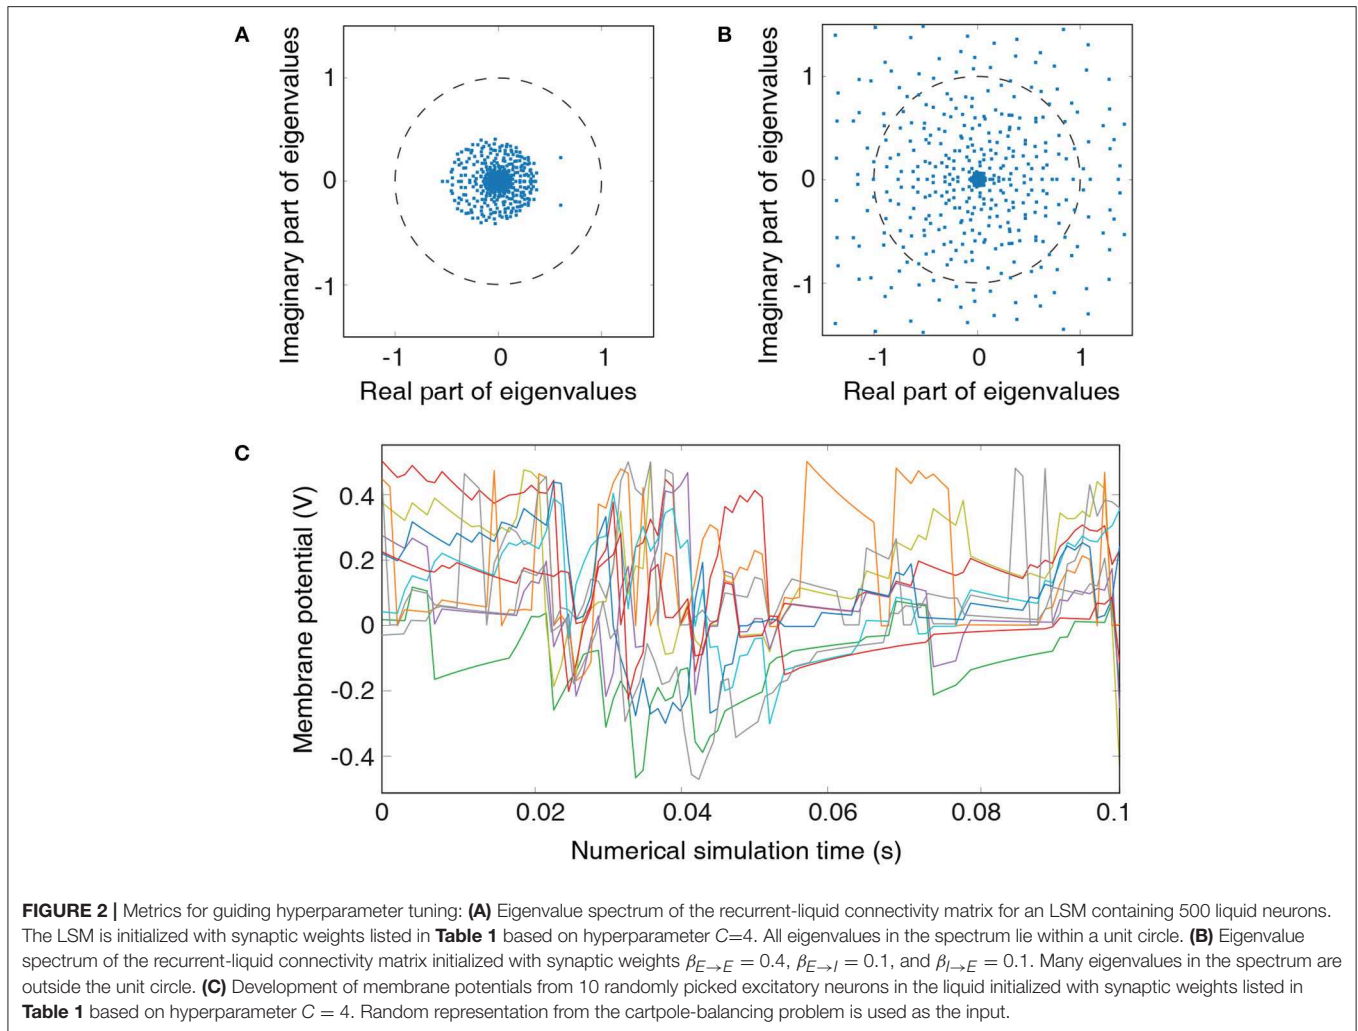 A
B
Imaginary part of eigenvalues
1
0
-1
-1
0
1
Real part of eigenvalues
Imaginary part of eigenvalues
1
0
-1
-1
0
1
Real part of eigenvalues
C
Membrane potential (V)
0.4
0.2
0
-0.2
-0.4
0
0.02
0.04
0.06
0.08
0.1
Numerical simulation time (s)
FIGURE 2 | Metrics for guiding hyperparameter tuning: (A) Eigenvalue spectrum of the recurrent-liquid connectivity matrix for an LSM containing 500 liquid neurons.
The LSM is initialized with synaptic weights listed in Table 1 based on hyperparameter C=4. All eigenvalues in the spectrum lie within a unit circle. (B) Eigenvalue
spectrum of the recurrent-liquid connectivity matrix initialized with synaptic weights βE→E = 0.4, βE→I = 0.1, and βI→E = 0.1. Many eigenvalues in the spectrum are
outside the unit circle. (C) Development of membrane potentials from 10 randomly picked excitatory neurons in the liquid initialized with synaptic weights listed in
Table 1 based on hyperparameter C = 4. Random representation from the cartpole-balancing problem is used as the input.